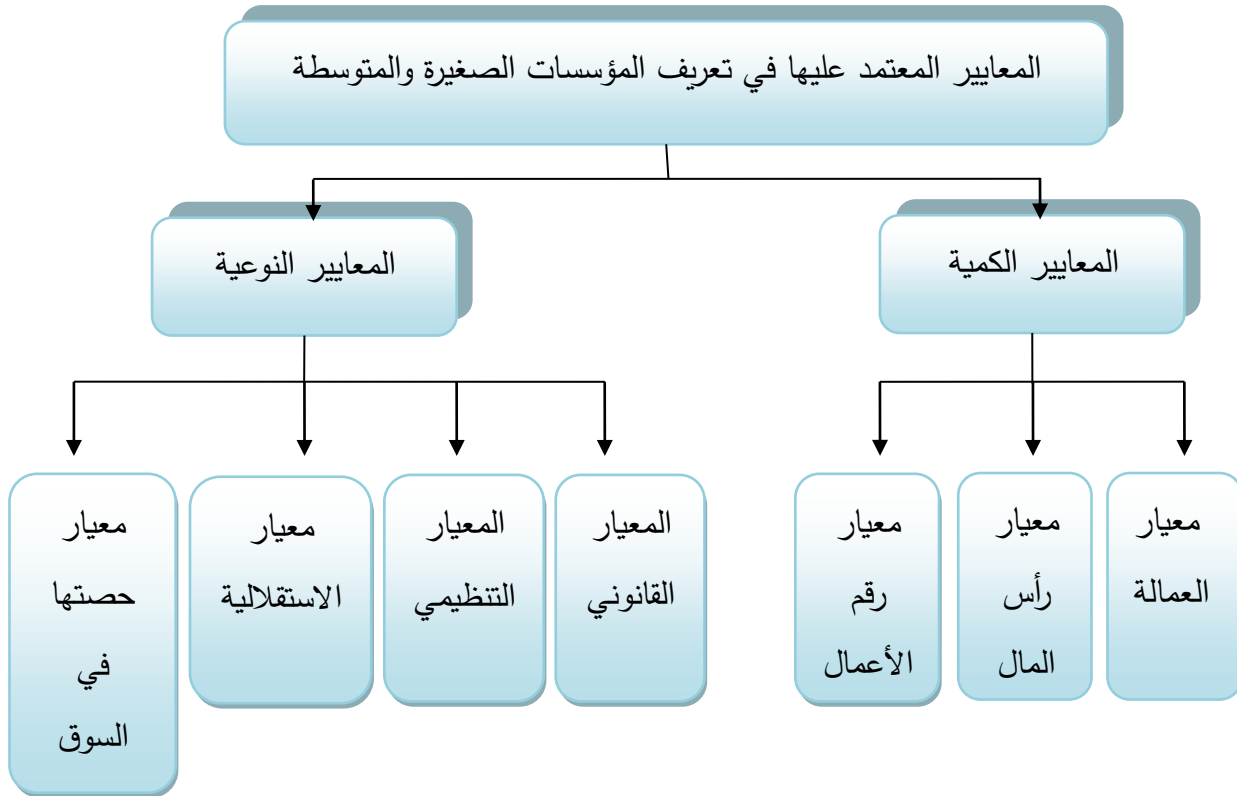 المعايير المعتمد عليها في تعريف المؤسسات الصغيرة والمتوسطة
المعايير الكمية
المعايير النوعية
معيار
العمالة
معيار
رأس
المال
معيار
رقم
الأعمال
المعيار
القانوني
المعيار
التنظيمي
معيار
الاستقلالية
معيار
حصتها
في
السوق